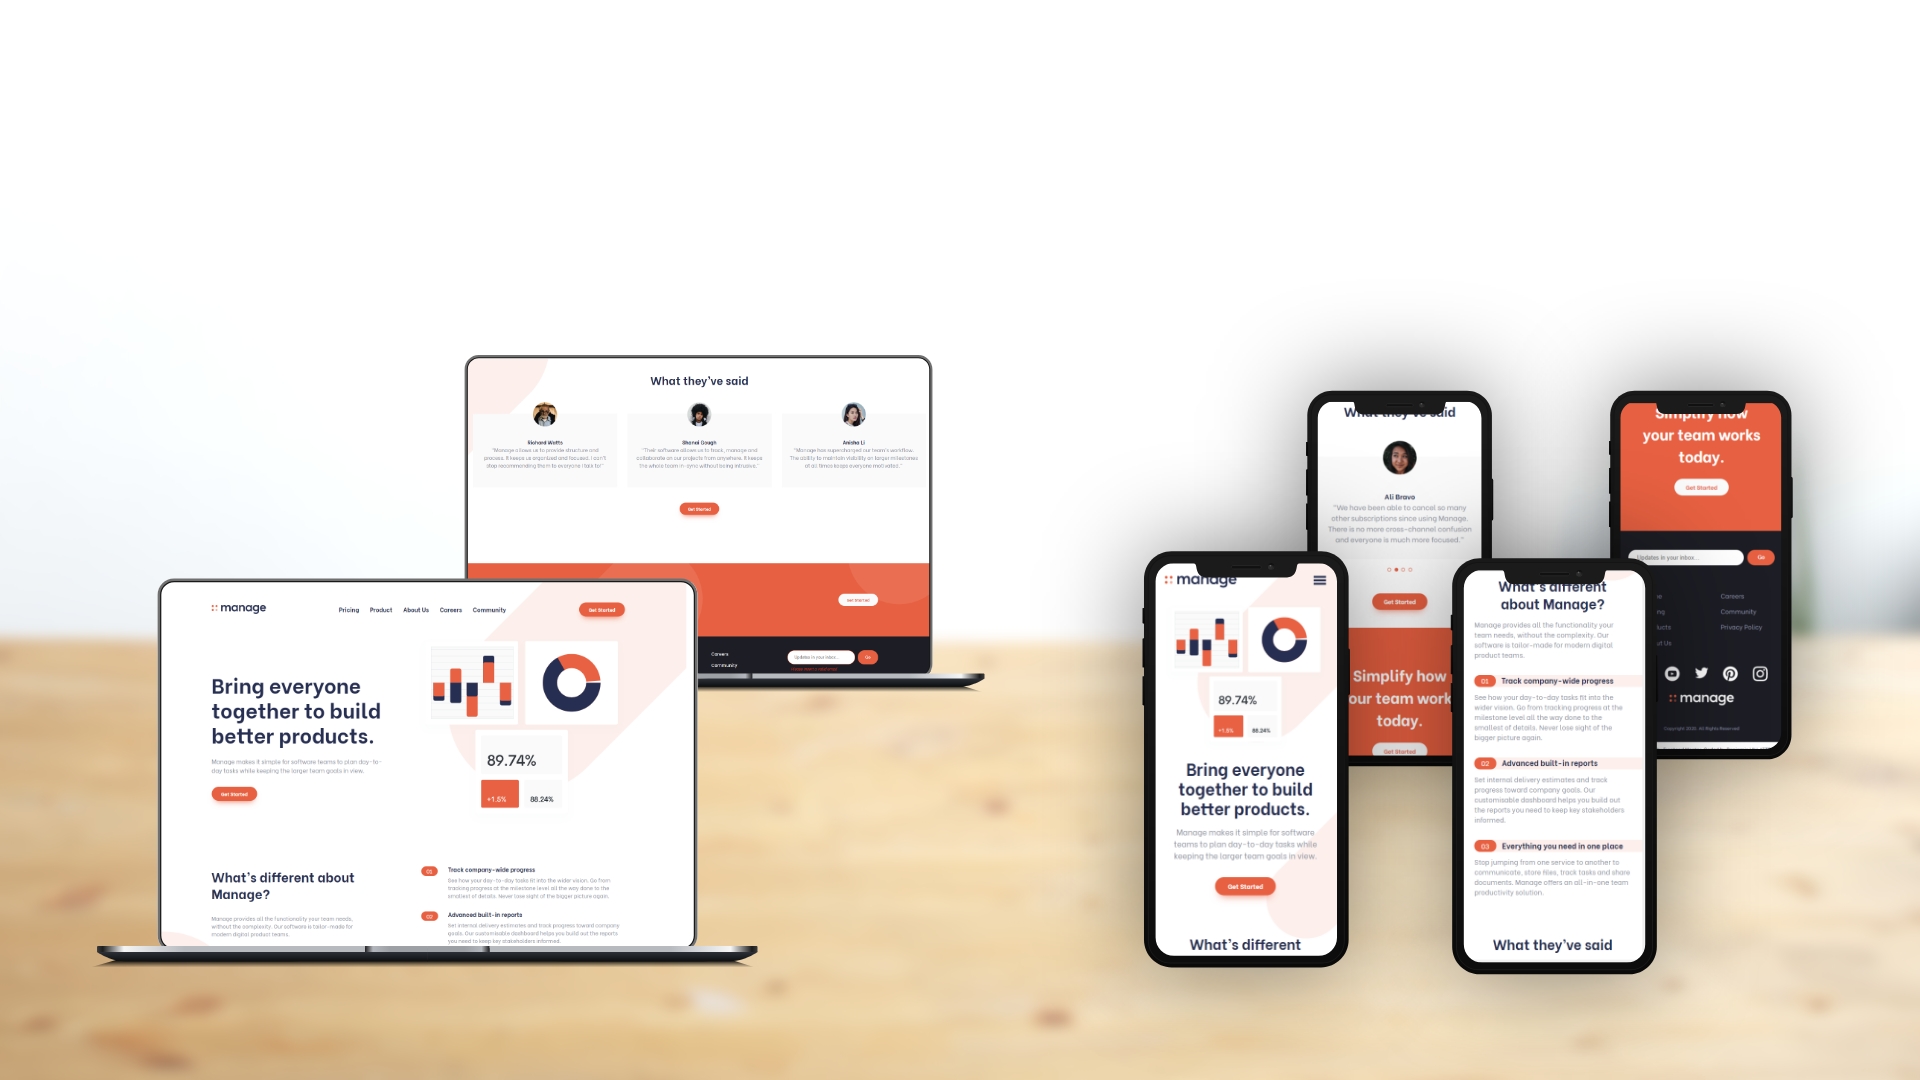 What they've said
Richard Watts
"Manage allows us to provide structure and
process. It keeps us organized and focused. I can't
stop recommending them to everyone I talk to!"
Shanai Gough
"Their software allows us to track, manage and
collaborate on our projects from anywhere. It keeps
the whole team in-sync without being intrusive."
Anisha Li
"Manage has supercharged our team's workflow.
The ability to maintain visibility on larger milestones
at all times keeps everyone motivated."
Get Started
Get Started
Careers
Community
Updates in your inbox...
Go
manage
Pricing
Product
About Us
Careers
Community
Get Started
Bring everyone
together to build
better products.
Manage makes it simple for software teams to plan day-to-
day tasks while keeping the larger team goals in view.
Get Started
89.74%
+1.5%
88.24%
What's different about
Manage?
Manage provides all the functionality your team needs,
without the complexity. Our software is tailor-made for
modern digital product teams.
01
Track company-wide progress
See how your day-to-day tasks fit into the wider vision. Go from
tracking progress at the milestone level all the way done to the
smallest of details. Never lose sight of the bigger picture again.
02
Advanced built-in reports
Set internal delivery estimates and track progress toward company
goals. Our customisable dashboard helps you build out the reports
you need to keep key stakeholders informed.
What they've said
Ali Bravo
"We have been able to cancel so many
other subscriptions since using Manage.
There is no more cross-channel confusion
and everyone is much more focused."
Get Started
Simplify how
our team work
today.
Get Started
Simplify how
your team works
today.
Get Started
Updates in your inbox...
Go
Careers
Community
Privacy Policy
ut Us
manage
Copyright 2020. All Rights Reserved
manage
89.74%
+1.5%
88.24%
Bring everyone
together to build
better products.
Manage makes it simple for software
teams to plan day-to-day tasks while
keeping the larger team goals in view.
Get Started
What's different
What's different
about Manage?
Manage provides all the functionality your
team needs, without the complexity. Our
software is tailor-made for modern digital
product teams.
01
Track company-wide progress
See how your day-to-day tasks fit into the
wider vision. Go from tracking progress at the
milestone level all the way done to the
smallest of details. Never lose sight of the
bigger picture again.
02
Advanced built-in reports
Set internal delivery estimates and track
progress toward company goals. Our
customisable dashboard helps you build out
the reports you need to keep key stakeholders
informed.
03
Everything you need in one place
Stop jumping from one service to another to
communicate, store files, track tasks and share
documents. Manage offers an all-in-one team
productivity solution.
What they've said